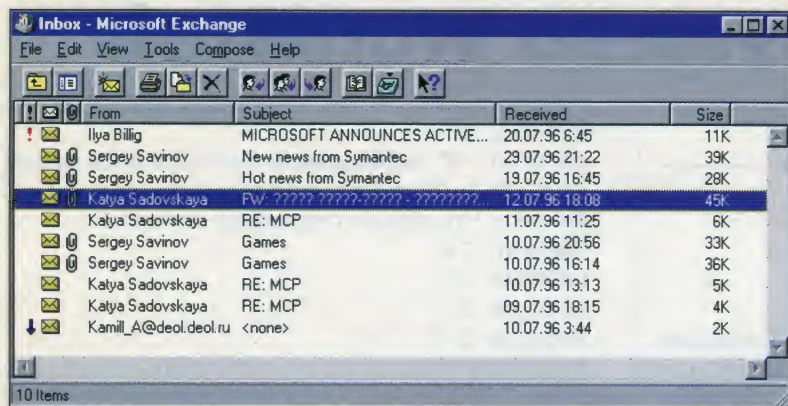 Inbox - Microsoft Exchange
File Edit View Tools Compose Help
! From Subject Received Size
! Ilya Billig MICROSOFT ANNOUNCES ACTIVE... 20.07.96 6:45 11K
Sergey Savinov New news from Symantec 29.07.96 21:22 39K
Sergey Savinov Hot news from Symantec 19.07.96 16:45 28K
Katya Sadovskaya FW: ????? ?????-????? - ????????... 12.07.96 18:08 45K
Katya Sadovskaya RE: MCP 11.07.96 11:25 6K
Sergey Savinov Games 10.07.96 20:56 33K
Sergey Savinov Games 10.07.96 16:14 36K
Katya Sadovskaya RE: MCP 10.07.96 13:13 5K
Katya Sadovskaya RE: MCP 09.07.96 18:15 4K
Kamill_A@deol.deol.ru <none> 10.07.96 3:44 2K
10 Items